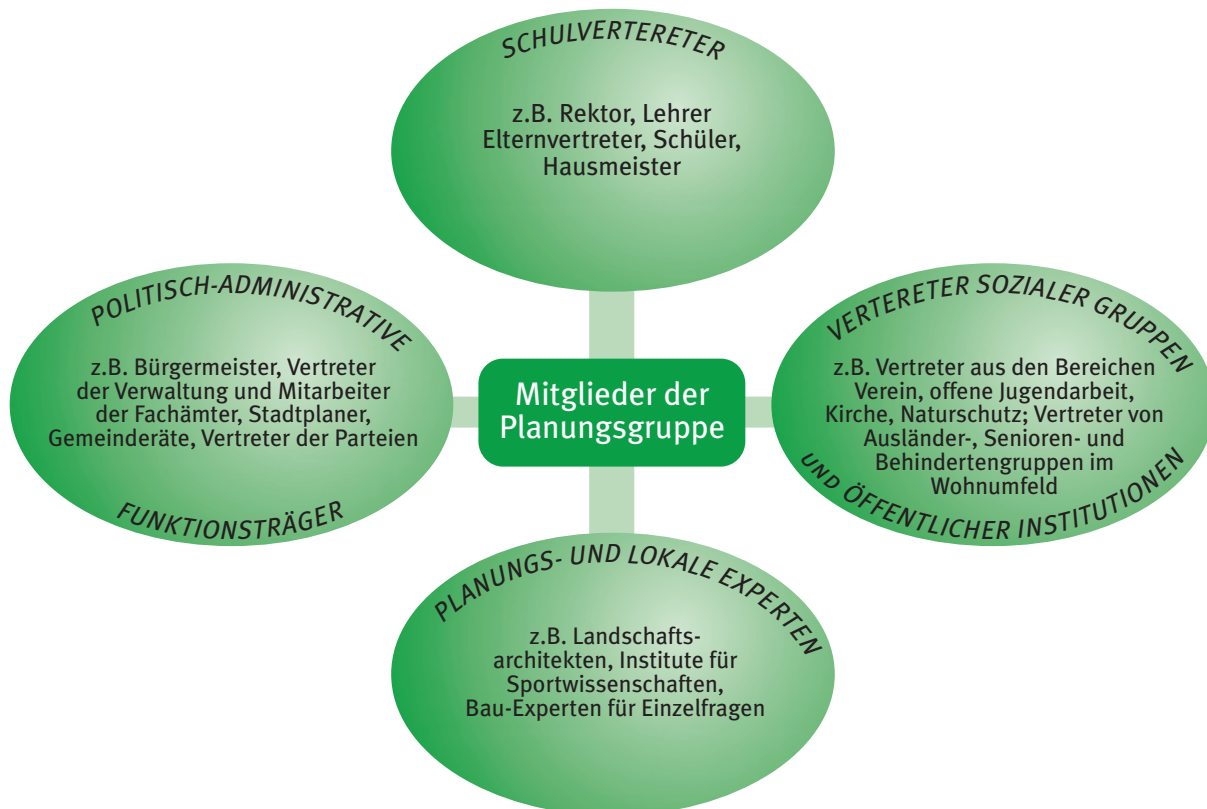 SCHULVERTERETER
z.B. Rektor, Lehrer
Elternvertreter, Schüler,
Hausmeister
POLITISCH-ADMINISTRATIVE
z.B. Bürgermeister, Vertreter
der Verwaltung und Mitarbeiter
der Fachämter, Stadtplaner,
Gemeinderäte, Vertreter der Parteien
FUNKTIONSTRÄGER
Mitglieder der
Planungsgruppe
VERTERETER SOZIALER GRUPPEN
z.B. Vertreter aus den Bereichen
Verein, offene Jugendarbeit,
Kirche, Naturschutz; Vertreter von
Ausländer-, Senioren- und
Behindertengruppen im
Wohnumfeld
UND ÖFFENTLICHER INSTITUTIONEN
PLANUNGS- UND LOKALE EXPERTEN
z.B. Landschafts-
architekten, Institute für
Sportwissenschaften,
Bau-Experten für Einzelfragen